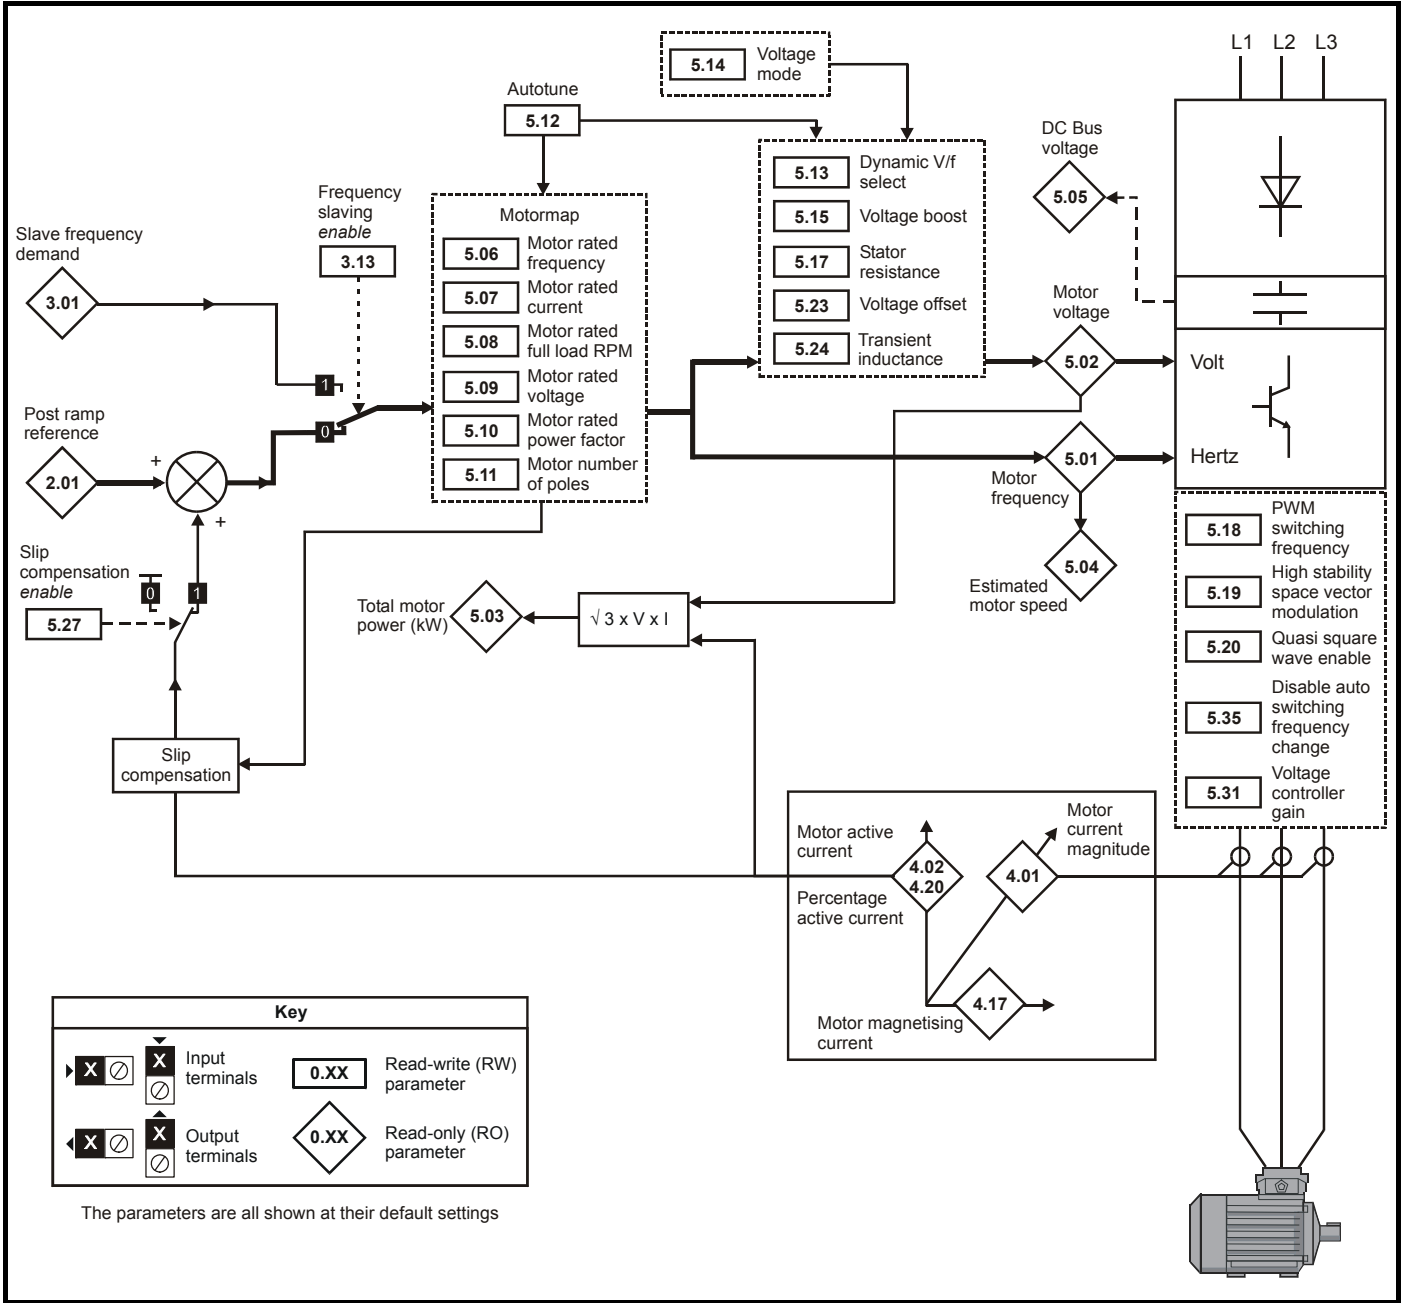 L1 L2 L3
5.14
Voltage
mode
Autotune
5.12
DC Bus
voltage
5.05
5.13
Dynamic V/f
select
5.15
Voltage boost
5.17
Stator
resistance
5.23
Voltage offset
5.24
Transient
inductance
Frequency
slaving
enable
3.13
Motormap
5.06
Motor rated
frequency
5.07
Motor rated
current
5.08
Motor rated
full load RPM
5.09
Motor rated
voltage
5.10
Motor rated
power factor
5.11
Motor number
of poles
Slave frequency
demand
3.01
1
0
Post ramp
reference
2.01
+
+
Motor
voltage
5.02
Volt
5.01
Hertz
Motor
frequency
5.04
Estimated
motor speed
Slip
compensation
enable
5.27
0
1
Total motor
power (kW)
5.03
√ 3 x V x I
5.18
PWM
switching
frequency
5.19
High stability
space vector
modulation
5.20
Quasi square
wave enable
5.35
Disable auto
switching
frequency
change
5.31
Voltage
controller
gain
Slip
compensation
Motor active
current
4.02
4.20
Percentage
active current
Motor
current
magnitude
4.01
4.17
Motor magnetising
current
Key
X
X
Input
terminals
0.XX
Read-write (RW)
parameter
X
X
Output
terminals
0.XX
Read-only (RO)
parameter
The parameters are all shown at their default settings